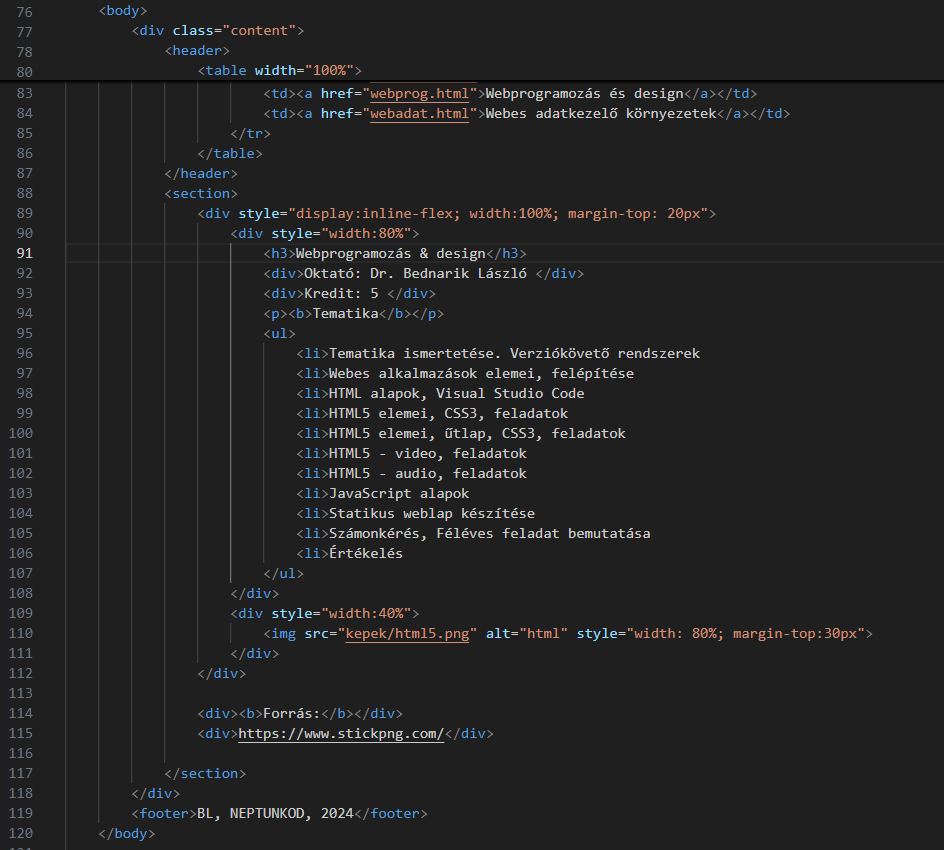 76 <body>
77 <div class="content">
78 <header>
80 <table width="100%">
83 <td><a href="webprog.html">Webprogramozás és design</a></td>
84 <td><a href="webadat.html">Webes adatkezelő környezetek</a></td>
85 </tr>
86 </table>
87 </header>
88 <section>
89 <div style="display:inline-flex; width:100%; margin-top: 20px">
90 <div style="width:80%">
91 <h3>Webprogramozás & design</h3>
92 <div>Oktató: Dr. Bednarik László </div>
93 <div>Kredit: 5 </div>
94 <p><b>Tematika</b></p>
95 <ul>
96 <li>Tematika ismertetése. Verziókövető rendszerek
97 <li>Webes alkalmazások elemei, felépítése
98 <li>HTML alapok, Visual Studio Code
99 <li>HTML5 elemei, CSS3, feladatok
100 <li>HTML5 elemei, űtlap, CSS3, feladatok
101 <li>HTML5 - video, feladatok
102 <li>HTML5 - audio, feladatok
103 <li>JavaScript alapok
104 <li>Statikus weblap készítése
105 <li>Számonkérés, Féléves feladat bemutatása
106 <li>Értékelés
107 </ul>
108 </div>
109 <div style="width:40%">
110 <img src="kepek/html5.png" alt="html" style="width: 80%; margin-top:30px">
111 </div>
112 </div>
113
114 <div><b>Forrás:</b></div>
115 <div>https://www.stickpng.com/</div>
116
117 </section>
118 </div>
119 <footer>BL, NEPTUNKOD, 2024</footer>
120 </body>